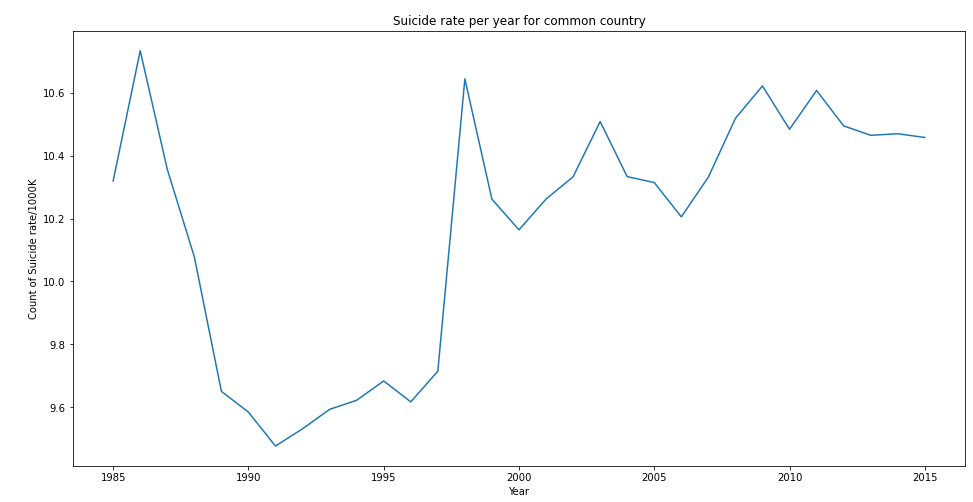 Suicide rate per year for common country
Count of Suicide rate/1000K
10.6
10.4
10.2
10.0
9.8
9.6
1985 1990 1995 2000 2005 2010 2015
Year